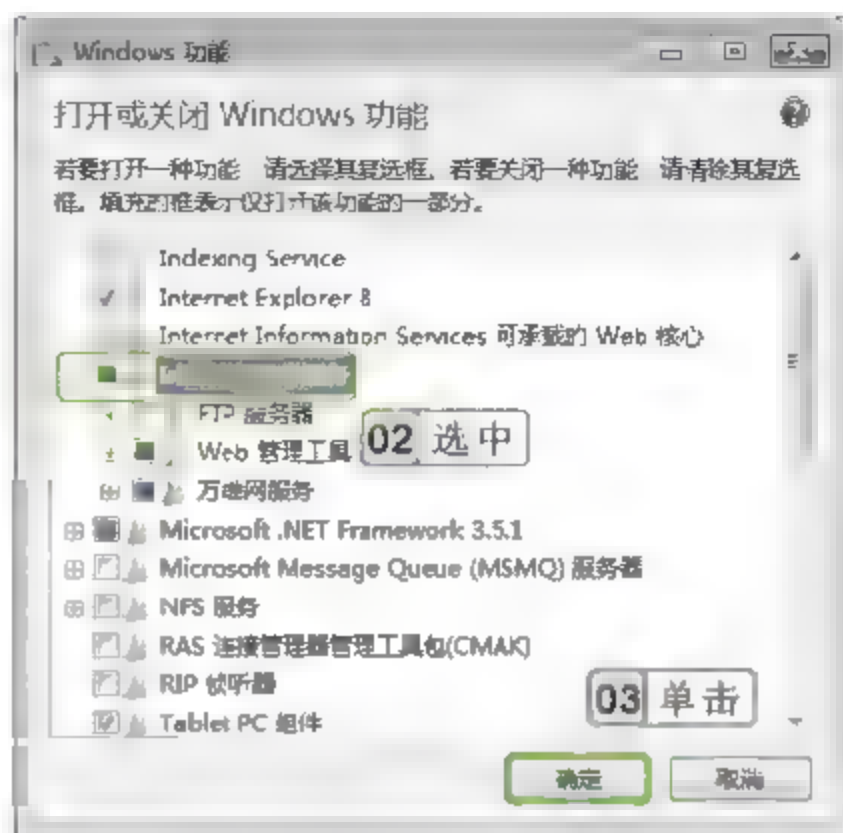 Windows 功能
打开或关闭 Windows 功能
若要打开一种功能，请选择其复选框。若要关闭一种功能，请清除其复选
框。填充的框表示仅打开该功能的一部分。
Indexing Service
Internet Explorer 8
Internet Information Services 可承载的 Web 核心
FTP 服务器
Web 管理工具
02 选中
万维网服务
Microsoft .NET Framework 3.5.1
Microsoft Message Queue (MSMQ) 服务器
NFS 服务
RAS 连接管理器管理工具包(CMAK)
RIP 侦听器
03 单击
Tablet PC 组件
确定 取消